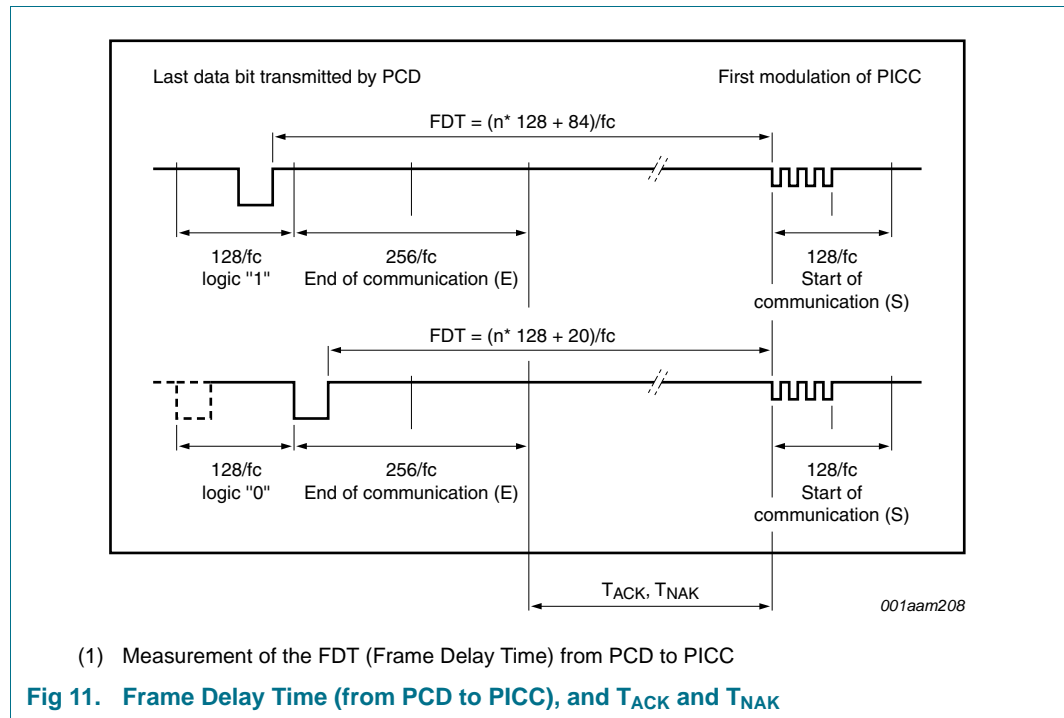 Last data bit transmitted by PCD
First modulation of PICC
FDT = (n* 128 + 84)/fc
128/fc
logic "1"
256/fc
End of communication (E)
128/fc
Start of
communication (S)
FDT = (n* 128 + 20)/fc
128/fc
logic "0"
256/fc
End of communication (E)
128/fc
Start of
communication (S)
TACK, TNAK
001aam208
(1) Measurement of the FDT (Frame Delay Time) from PCD to PICC
Fig 11. Frame Delay Time (from PCD to PICC), and TACK and TNAK